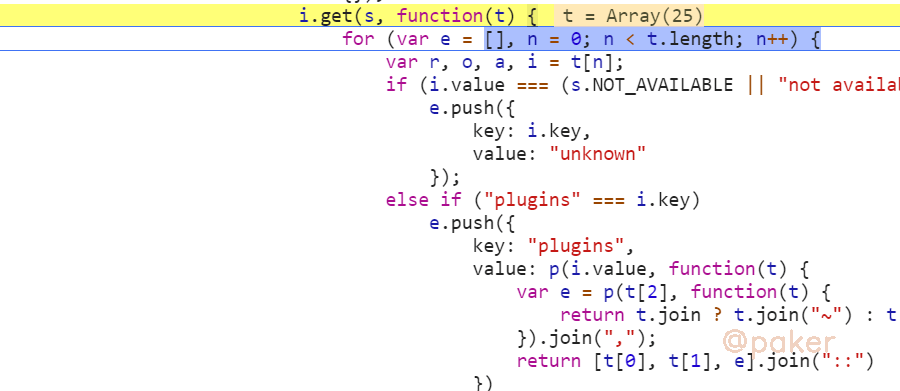 i.get(s, function(t) { t = Array(25)
for (var e = [], n = 0; n < t.length; n++) {
var r, o, a, i = t[n];
if (i.value === (s.NOT_AVAILABLE || "not availa
e.push({
key: i.key,
value: "unknown"
});
else if ("plugins" === i.key)
e.push({
key: "plugins",
value: p(i.value, function(t) {
var e = p(t[2], function(t) {
return t.join ? t.join("~") : t
}).join(",");
@paker
return [t[0], t[1], e].join("::")
})